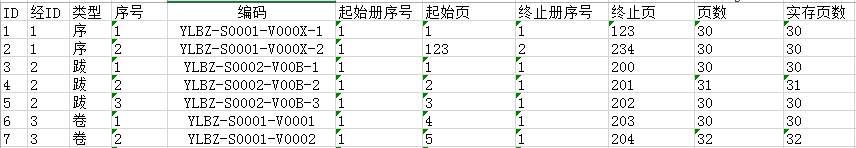 ID 经ID 类型 序号 编码 起始册序号 起始页 终止册序号 终止页 页数 实存页数
1 1 序 1 YLBZ-S0001-V000X-1 1 1 1 123 30 30
2 1 序 2 YLBZ-S0001-V000X-2 1 123 2 234 30 30
3 2 跋 1 YLBZ-S0002-V00B-1 1 1 1 200 30 30
4 2 跋 2 YLBZ-S0002-V00B-2 1 2 1 201 31 31
5 2 跋 3 YLBZ-S0002-V00B-3 1 3 1 202 30 30
6 3 卷 1 YLBZ-S0001-V0001 1 4 1 203 30 30
7 3 卷 2 YLBZ-S0001-V0002 1 5 1 204 32 32